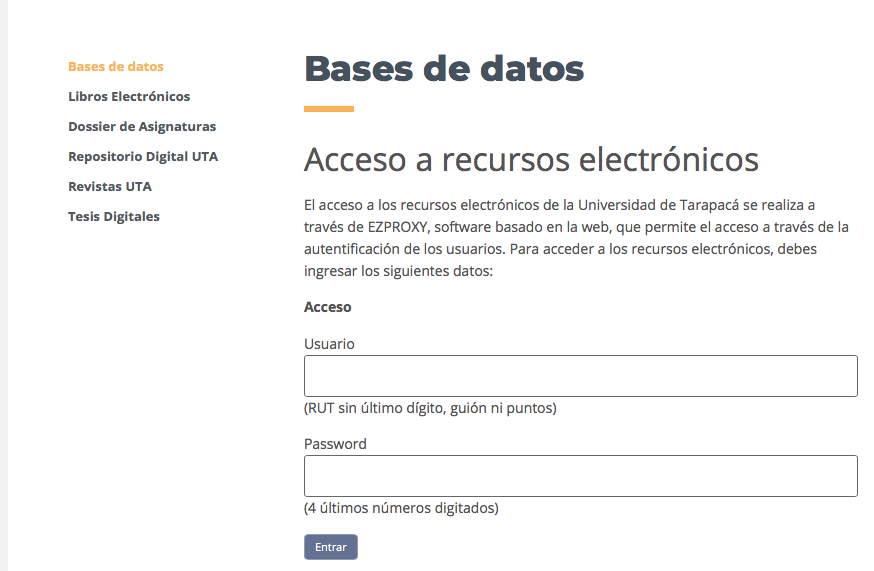 Bases de datos
Libros Electrónicos
Dossier de Asignaturas
Repositorio Digital UTA
Revistas UTA
Tesis Digitales
Bases de datos
Acceso a recursos electrónicos
El acceso a los recursos electrónicos de la Universidad de Tarapacá se realiza a
través de EZPROXY, software basado en la web, que permite el acceso a través de la
autentificación de los usuarios. Para acceder a los recursos electrónicos, debes
ingresar los siguientes datos:
Acceso
Usuario
(RUT sin último dígito, guión ni puntos)
Password
(4 últimos números digitados)
Entrar